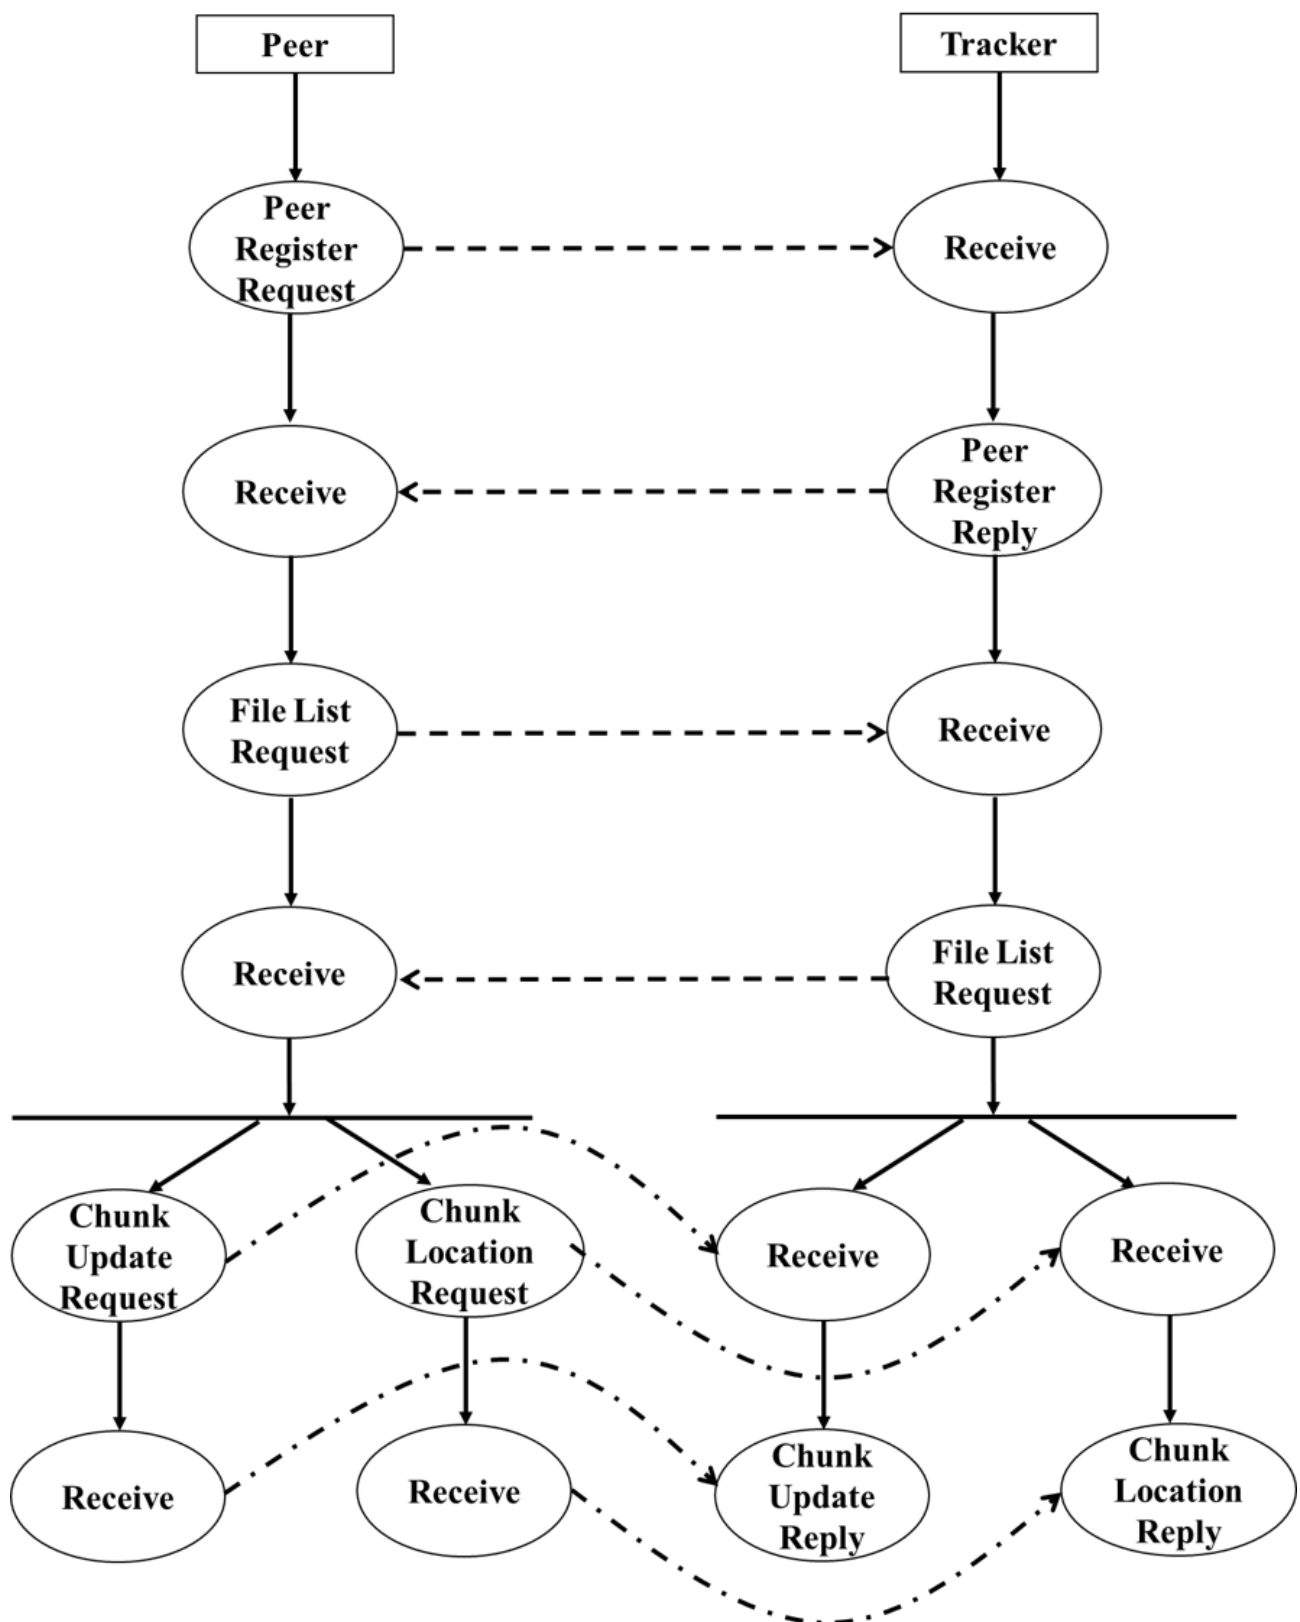 Peer
Tracker
Peer
Register
Request
Receive
Receive
Peer
Register
Reply
File List
Request
Receive
Receive
File List
Request
Chunk
Update
Request
Chunk
Location
Request
Receive
Receive
Receive
Receive
Chunk
Update
Reply
Chunk
Location
Reply